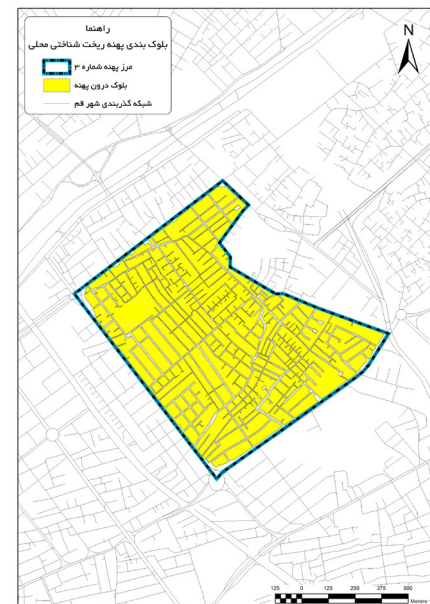 راهنما
بلوک بندی پهنه ریخت شناختی محلی
مرز پهنه شماره ۳
بلوک درون پهنه
شبکه گذربندی شهر قم
N
125 0 125 250 375 500
Meters